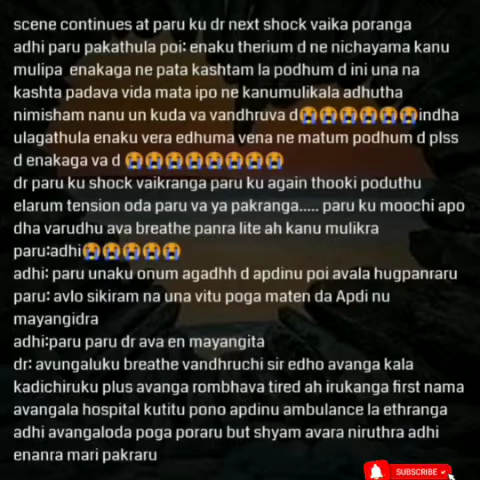 scene continues at paru ku dr next shock vaika poranga
adhi paru pakathula poi: enaku therium d ne nichayama kanu
mulipa enakaga ne pata kashtam la podhum d ini una na
kashta padava vida mata ipo ne kanumulikala adhutha
nimisham nanu un kuda va vandhruva d😭😭😭😭😭😭indha
ulagathula enaku vera edhuma vena ne matum podhum d plss
d enakaga va d 😭😭😭😭😭😭😭😭
dr paru ku shock vaikranga paru ku again thooki poduthu
elarum tension oda paru va ya pakranga..... paru ku moochi apo
dha varudhu ava breathe panra lite ah kanu mulikra
paru:adhi😭😭😭😭😭
adhi: paru unaku onum agadhh d apdinu poi avala hugpanraru
paru: avlo sikiram na una vitu poga maten da Apdi nu
mayangidra
adhi:paru paru dr ava en mayangita
dr: avungaluku breathe vandhruchi sir edho avanga kala
kadichiruku plus avanga rombhava tired ah irukanga first nama
avangala hospital kutitu pono apdinu ambulance la ethranga
adhi avangaloda poga poraru but shyam avara niruthra adhi
enanra mari pakraru
SUBSCRIBE